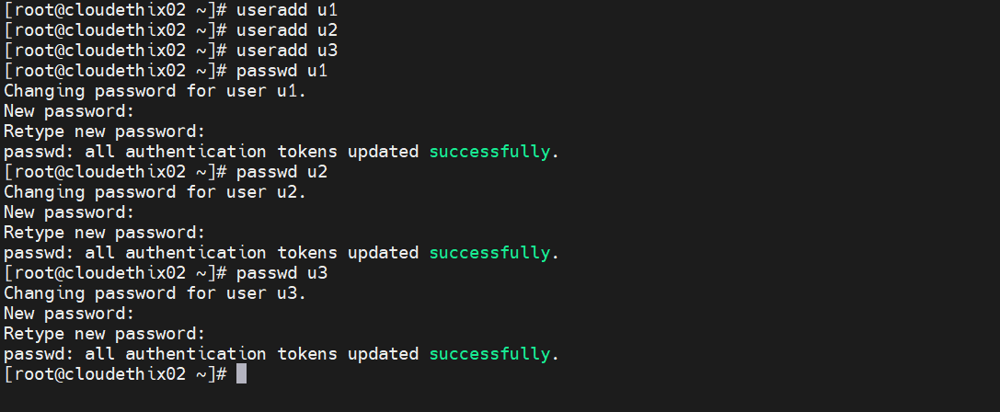 [root@cloudethix02 ~]# useradd u1
[root@cloudethix02 ~]# useradd u2
[root@cloudethix02 ~]# useradd u3
[root@cloudethix02 ~]# passwd u1
Changing password for user u1.
New password:
Retype new password:
passwd: all authentication tokens updated successfully.
[root@cloudethix02 ~]# passwd u2
Changing password for user u2.
New password:
Retype new password:
passwd: all authentication tokens updated successfully.
[root@cloudethix02 ~]# passwd u3
Changing password for user u3.
New password:
Retype new password:
passwd: all authentication tokens updated successfully.
[root@cloudethix02 ~]#